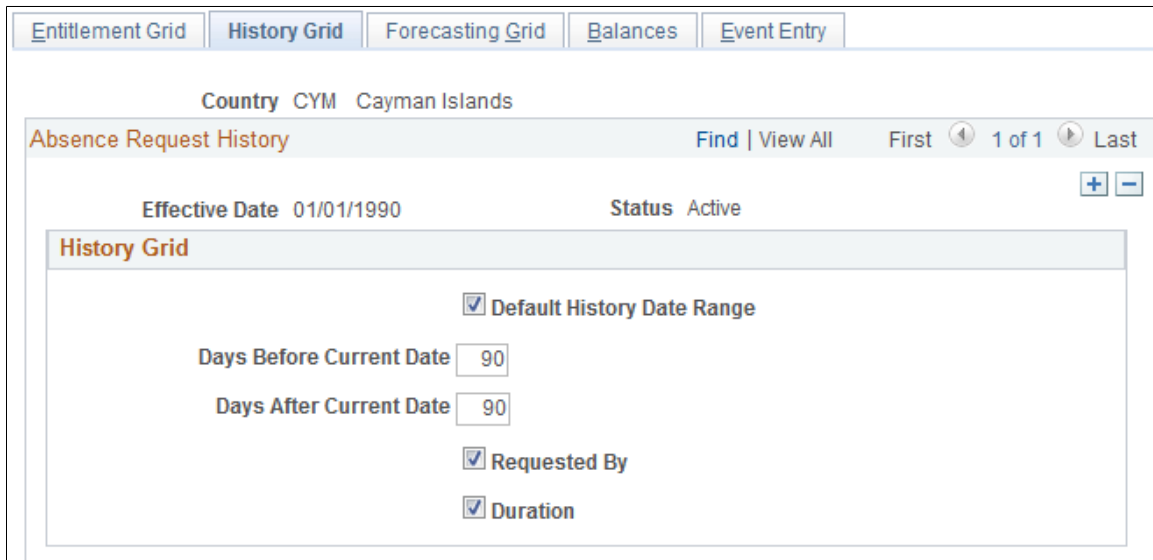 Entitlement Grid History Grid Forecasting Grid Balances Event Entry
Country CYM Cayman Islands
Absence Request History Find | View All First 1 of 1 Last
Effective Date 01/01/1990 Status Active
History Grid
Default History Date Range
Days Before Current Date 90
Days After Current Date 90
Requested By
Duration